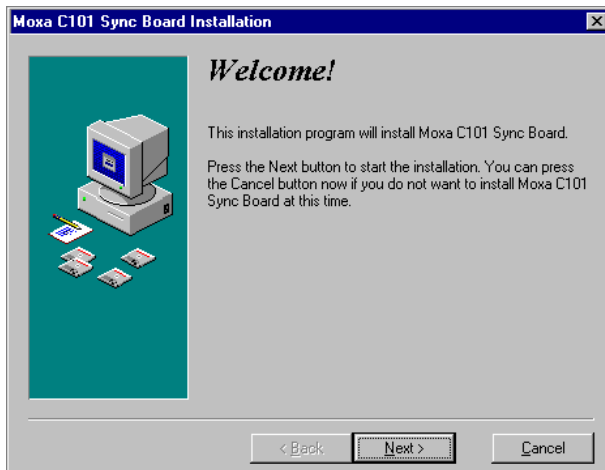 Moxa C101 Sync Board Installation
Welcome!
This installation program will install Moxa C101 Sync Board.
Press the Next button to start the installation. You can press
the Cancel button now if you do not want to install Moxa C101
Sync Board at this time.
< Back
Next >
Cancel